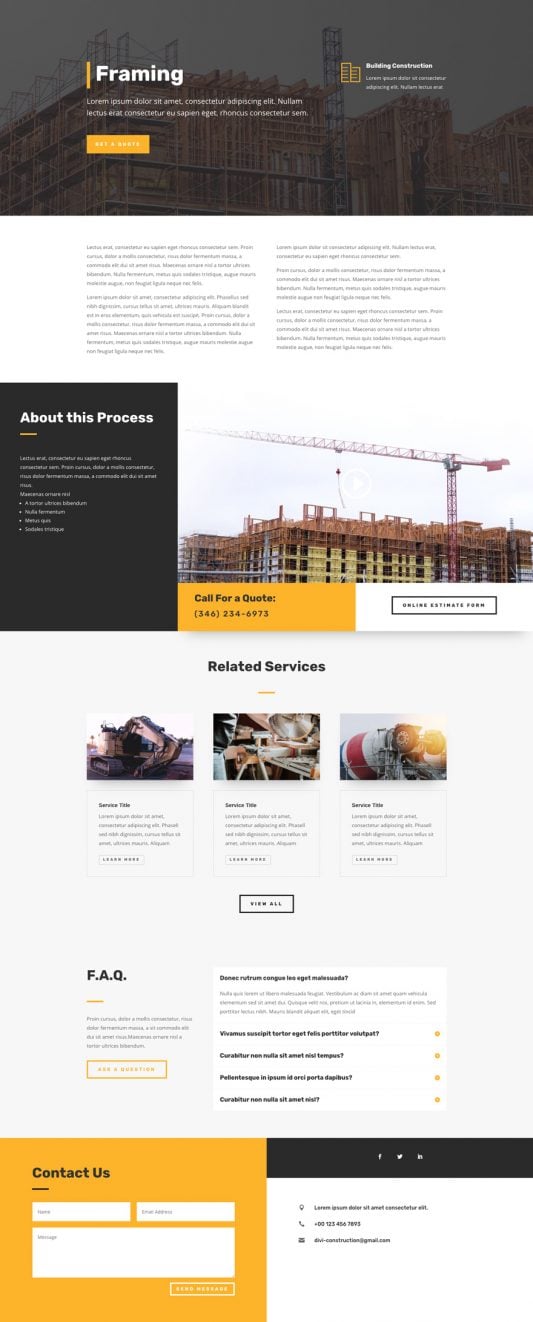 Framing
Lorem ipsum dolor sit amet, consectetur adipiscing elit. Nullam
lectus erat consectetur eu sapien eget, rhoncus consectetur sem.
GET A QUOTE
Building Construction
Lorem ipsum dolor sit consectetur
adipiscing elit. Nullam lectus erat
Lectus erat, consectetur eu sapien eget rhoncus consectetur sem. Proin
cursus, dolor a mollis consectetur, risus dolor fermentum massa, a
commodo elit dui sit amet risus. Maecenas ornare nisl a tortor ultrices
bibendum. Nulla fermentum, metus quis sodales tristique, augue mauris
molestie augue, non feugiat ligula neque nec felis.
Lorem ipsum dolor sit amet, consectetur adipiscing elit. Phasellus sed
nibh dignissim, cursus tellus sit amet, ultrices mauris. Aliquam blandit
est in eros elementum, quis vehicula est suscipit. Proin cursus, dolor a
mollis consectetur, risus dolor fermentum massa, a commodo elit dui sit
amet risus. Maecenas ornare nisl a tortor ultrices bibendum. Nulla
fermentum, metus quis sodales tristique, augue mauris molestie augue,
non feugiat ligula neque nec felis.
Lorem ipsum dolor sit consectetur adipiscing elit. Nullam lectus erat,
consectetur eu sapien eget rhoncus consectetur sem.
Proin cursus, dolor a mollis consectetur, risus dolor fermentum massa, a
commodo elit dui sit amet risus. Maecenas ornare nisl a tortor ultrices
bibendum. Nulla fermentum, metus quis sodales tristique, augue mauris
molestie augue, non feugiat ligula neque nec felis.
Lectus erat, consectetur eu sapien eget rhoncus consectetur sem. Proin
cursus, dolor a mollis consectetur, risus dolor fermentum massa, a
commodo elit dui sit amet risus. Maecenas ornare nisl a tortor ultrices
bibendum. Nulla fermentum, metus quis sodales tristique, augue mauris
molestie augue, non feugiat ligula neque nec felis.
About this Process
Lectus erat, consectetur eu sapien eget rhoncus
consectetur sem. Proin cursus, dolor a mollis consectetur,
risus dolor fermentum massa, a commodo elit dui sit amet
risus.
Maecenas ornare nisl
A tortor ultrices bibendum
Nulla fermentum
Metus quis
Sodales tristique
Call For a Quote:
(346) 234-6973
ONLINE ESTIMATE FORM
Related Services
Service Title
Lorem ipsum dolor sit amet,
consectetur adipiscing elit. Phasell
sed nibh dignissim, cursus tellus sit
amet, ultrices mauris. Aliquam
LEARN MORE
Service Title
Lorem ipsum dolor sit amet,
consectetur adipiscing elit. Phasell
sed nibh dignissim, cursus tellus sit
amet, ultrices mauris. Aliquam
LEARN MORE
Service Title
Lorem ipsum dolor sit amet,
consectetur adipiscing elit. Phasell
sed nibh dignissim, cursus tellus sit
amet, ultrices mauris. Aliquam
LEARN MORE
VIEW ALL
F.A.Q.
Proin cursus, dolor a mollis consectetur, risus
dolor fermentum massa, a sit commodo elit
dui sit amet risus.Maecenas ornare nisl a
tortor ultrices bibendum.
ASK A QUESTION
Donec rutrum congue leo eget malesuada?
Nulla quis lorem ut libero malesuada feugiat. Vestibulum ac diam sit amet quam vehicula
elementum sed sit amet dui. Quisque velit nisi, pretium ut lacinia in, elementum id enim. Sed
porttitor lectus nibh. Mauris blandit aliquet elit, eget tincid
Vivamus suscipit tortor eget felis porttitor volutpat?
Curabitur non nulla sit amet nisl tempus?
Pellentesque in ipsum id orci porta dapibus?
Curabitur non nulla sit amet nisl?
Contact Us
Name
Email Address
Message
SEND MESSAGE
Lorem ipsum dolor sit amet consectetur elit.
+00 123 456 7893
divi-construction@gmail.com